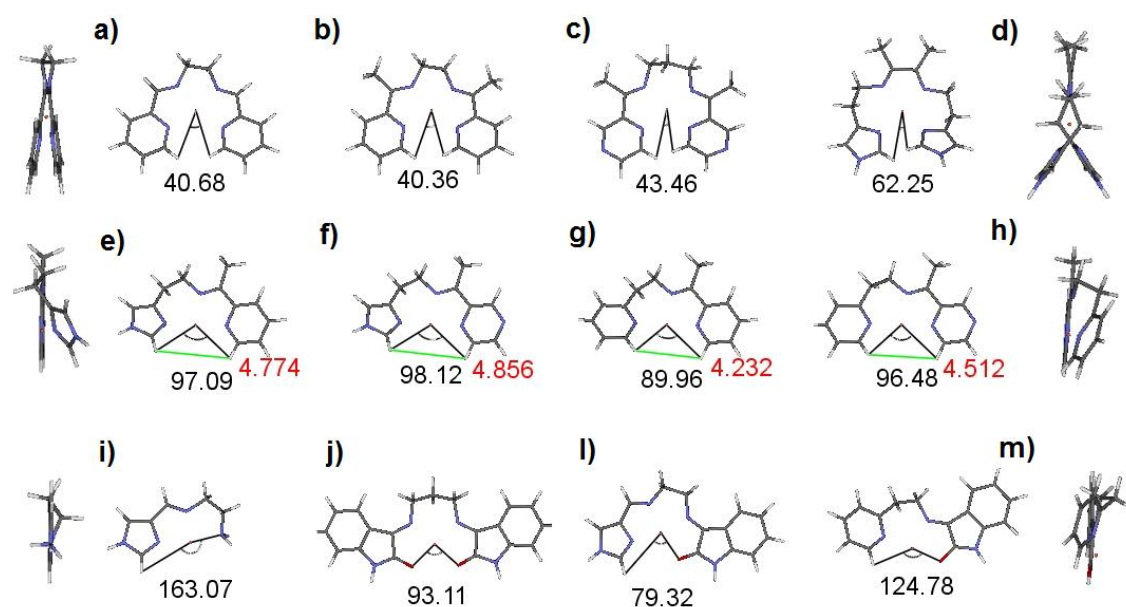 a)
b)
c)
d)
40.68
40.36
43.46
62.25
e)
f)
g)
h)
97.09
4.774
98.12
4.856
89.96
4.232
96.48
4.512
i)
j)
l)
m)
163.07
93.11
79.32
124.78